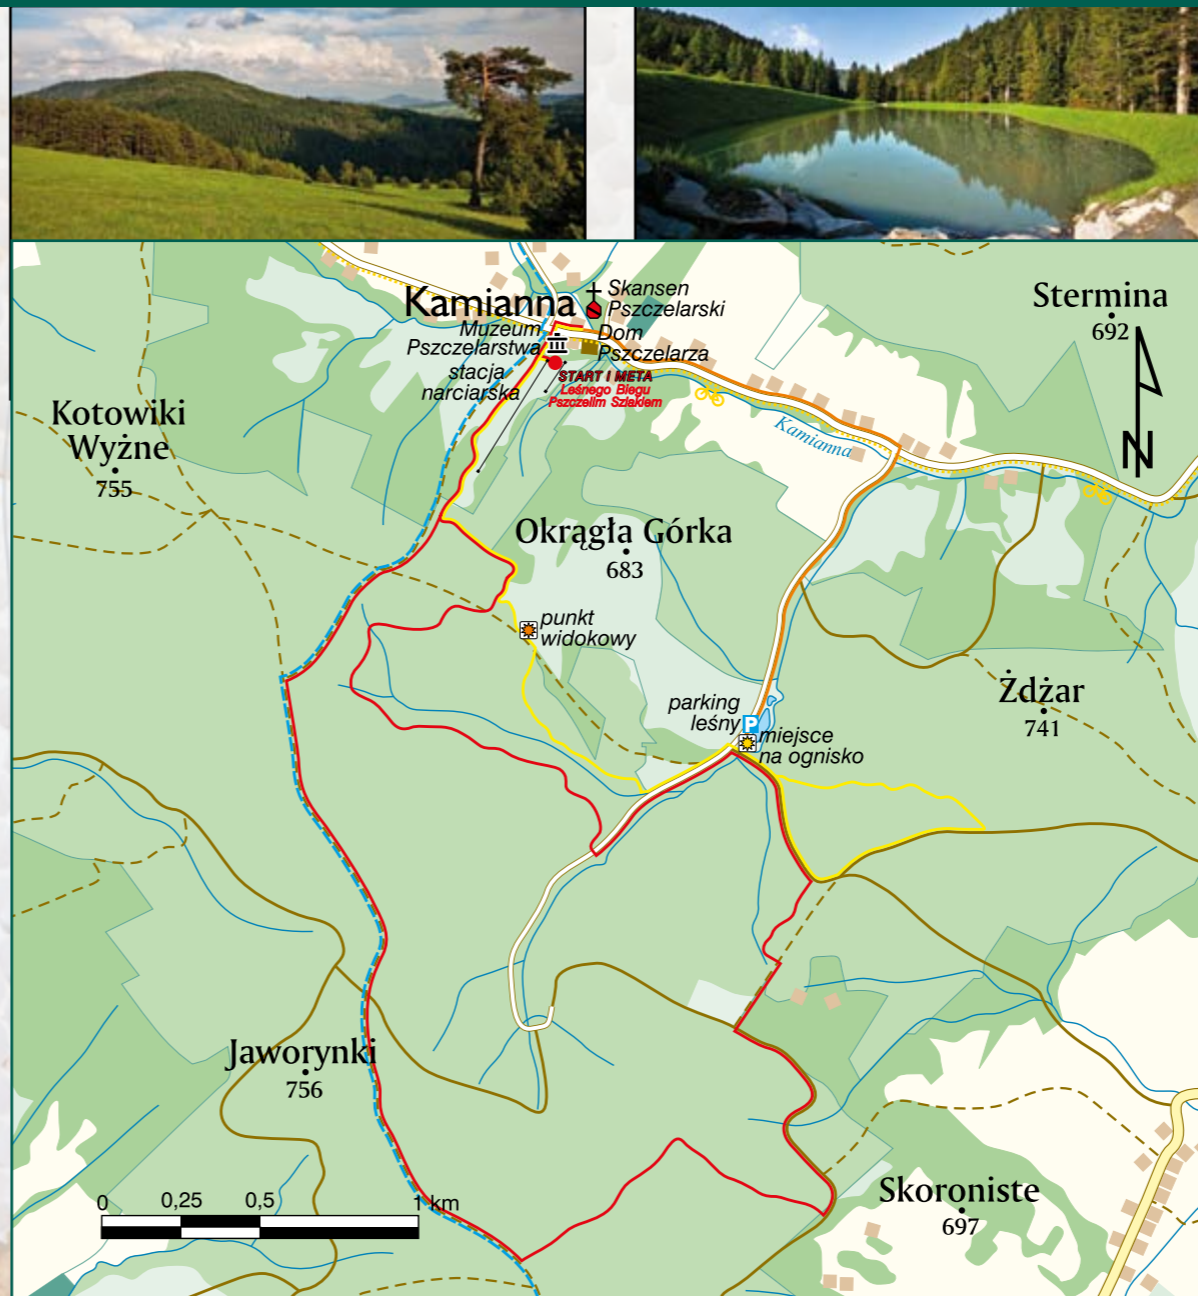 Kamianna
Skansen
Pszczelarski
Muzeum
Pszczelarstwa
Dom
Pszczelarza
stacja
narciarska
START I META
Leśnego Biegu
Pszczelim Szlakiem
Stermina
692
N
Kotowiki
Wyżne
755
Kamianna
Okrągła Górka
683
punkt
widokowy
parking
leśny
P
miejsce
na ognisko
Żdżar
741
Jaworynki
756
Skoroniste
697
0 0,25 0,5 1 km